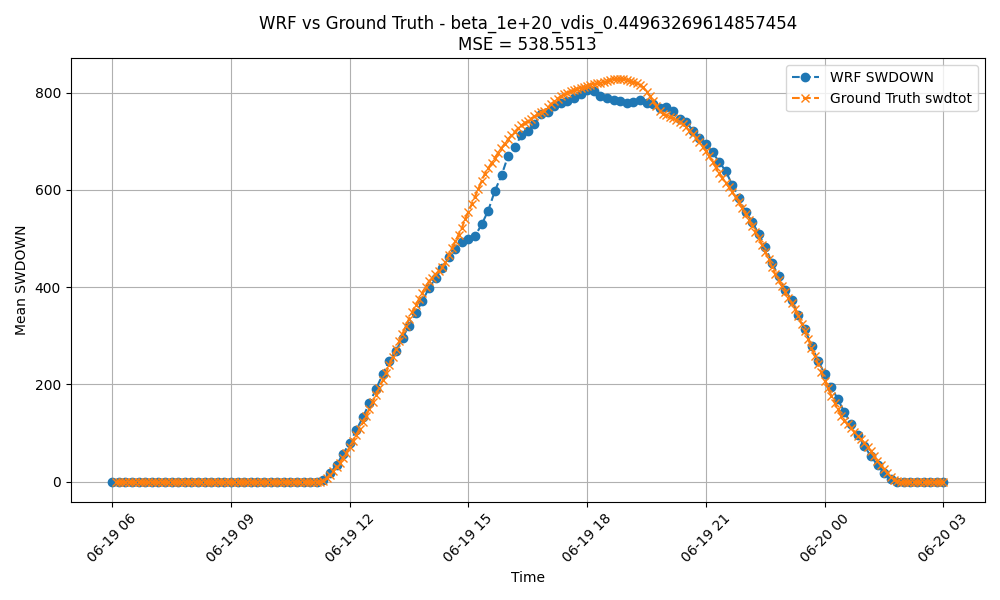 WRF vs Ground Truth - beta_1e+20_vdis_0.44963269614857454
MSE = 538.5513
WRF SWDOWN
Ground Truth swdtot
Mean SWDOWN
800
600
400
200
0
06-19 06
06-19 09
06-19 12
06-19 15
06-19 18
06-19 21
06-20 00
06-20 03
Time